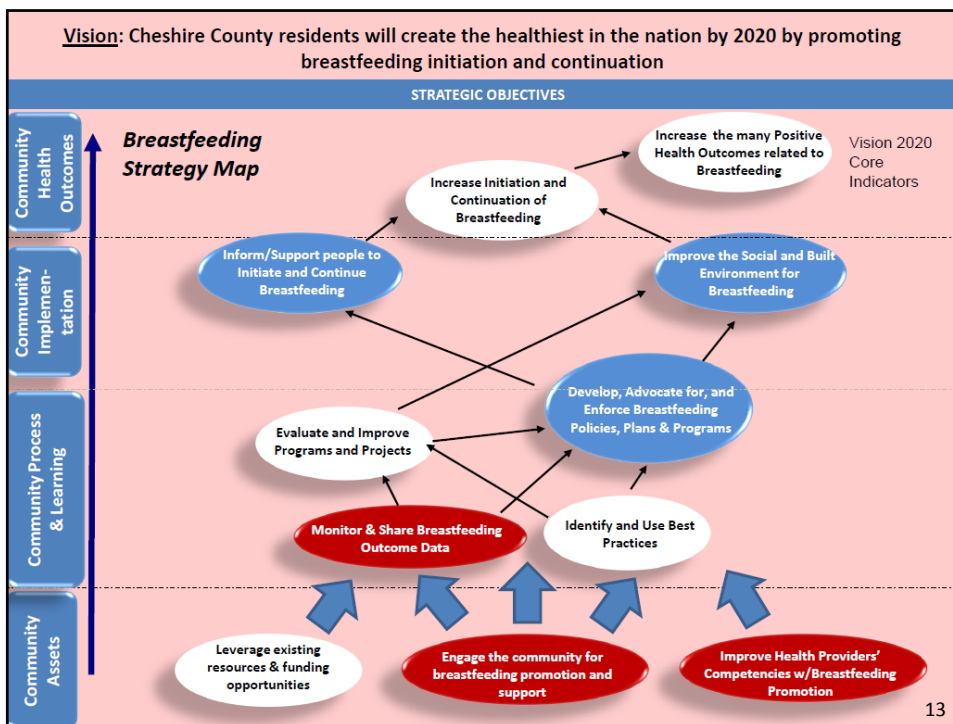 Vision: Cheshire County residents will create the healthiest in the nation by 2020 by promoting
breastfeeding initiation and continuation
STRATEGIC OBJECTIVES
Community
Health
Outcomes
Breastfeeding
Strategy Map
Increase the many Positive
Health Outcomes related to
Breastfeeding
Vision 2020
Core
Indicators
Increase Initiation and
Continuation of
Breastfeeding
Community
Implemen-
tation
Inform/Support people to
Initiate and Continue
Breastfeeding
Improve the Social and Built
Environment for
Breastfeeding
Community Process
& Learning
Develop, Advocate for, and
Enforce Breastfeeding
Policies, Plans & Programs
Evaluate and Improve
Programs and Projects
Monitor & Share Breastfeeding
Outcome Data
Identify and Use Best
Practices
Community
Assets
Leverage existing
resources & funding
opportunities
Engage the community for
breastfeeding promotion and
support
Improve Health Providers'
Competencies w/Breastfeeding
Promotion
13